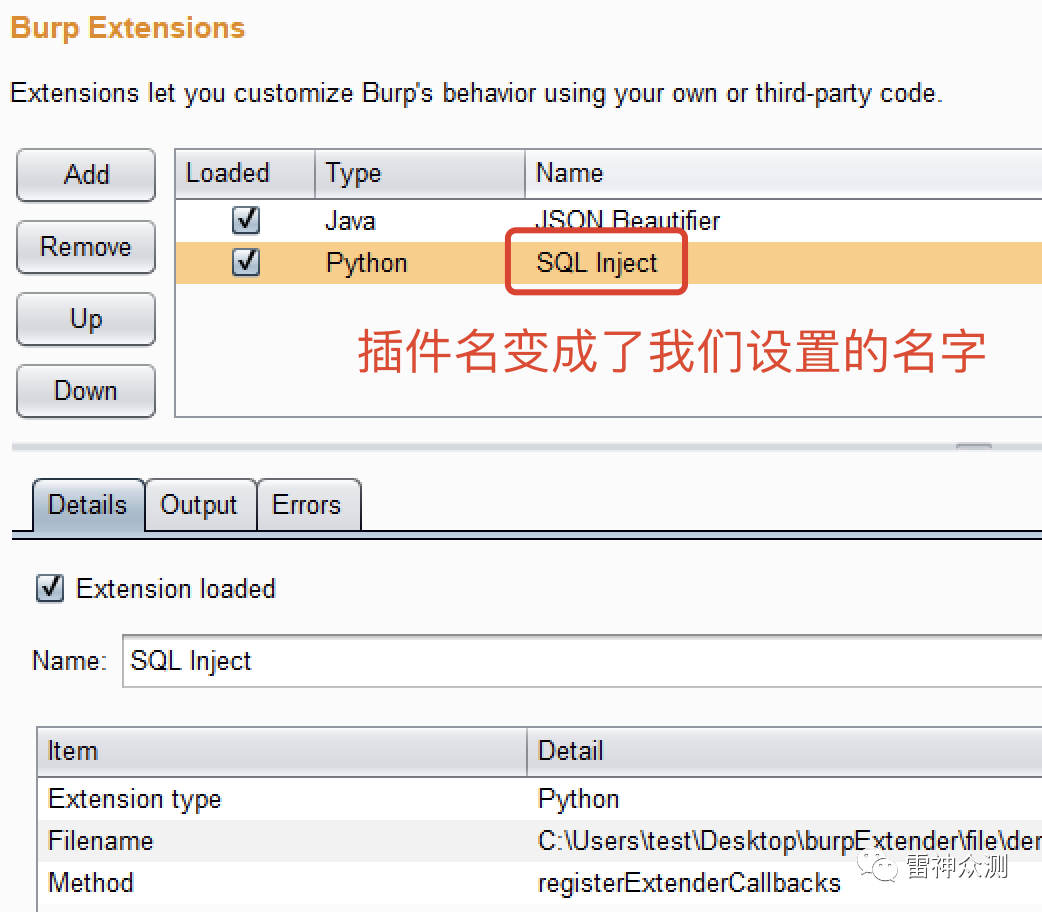 Burp Extensions
Extensions let you customize Burp's behavior using your own or third-party code.
Add
Remove
Up
Down
Loaded Type Name
Java JSON Beautifier
Python SQL Inject
插件名变成了我们设置的名字
Details Output Errors
Extension loaded
Name: SQL Inject
Item Detail
Extension type Python
Filename C:\Users\test\Desktop\burpExtender\file\der
Method registerExtenderCallbacks
雷神众测